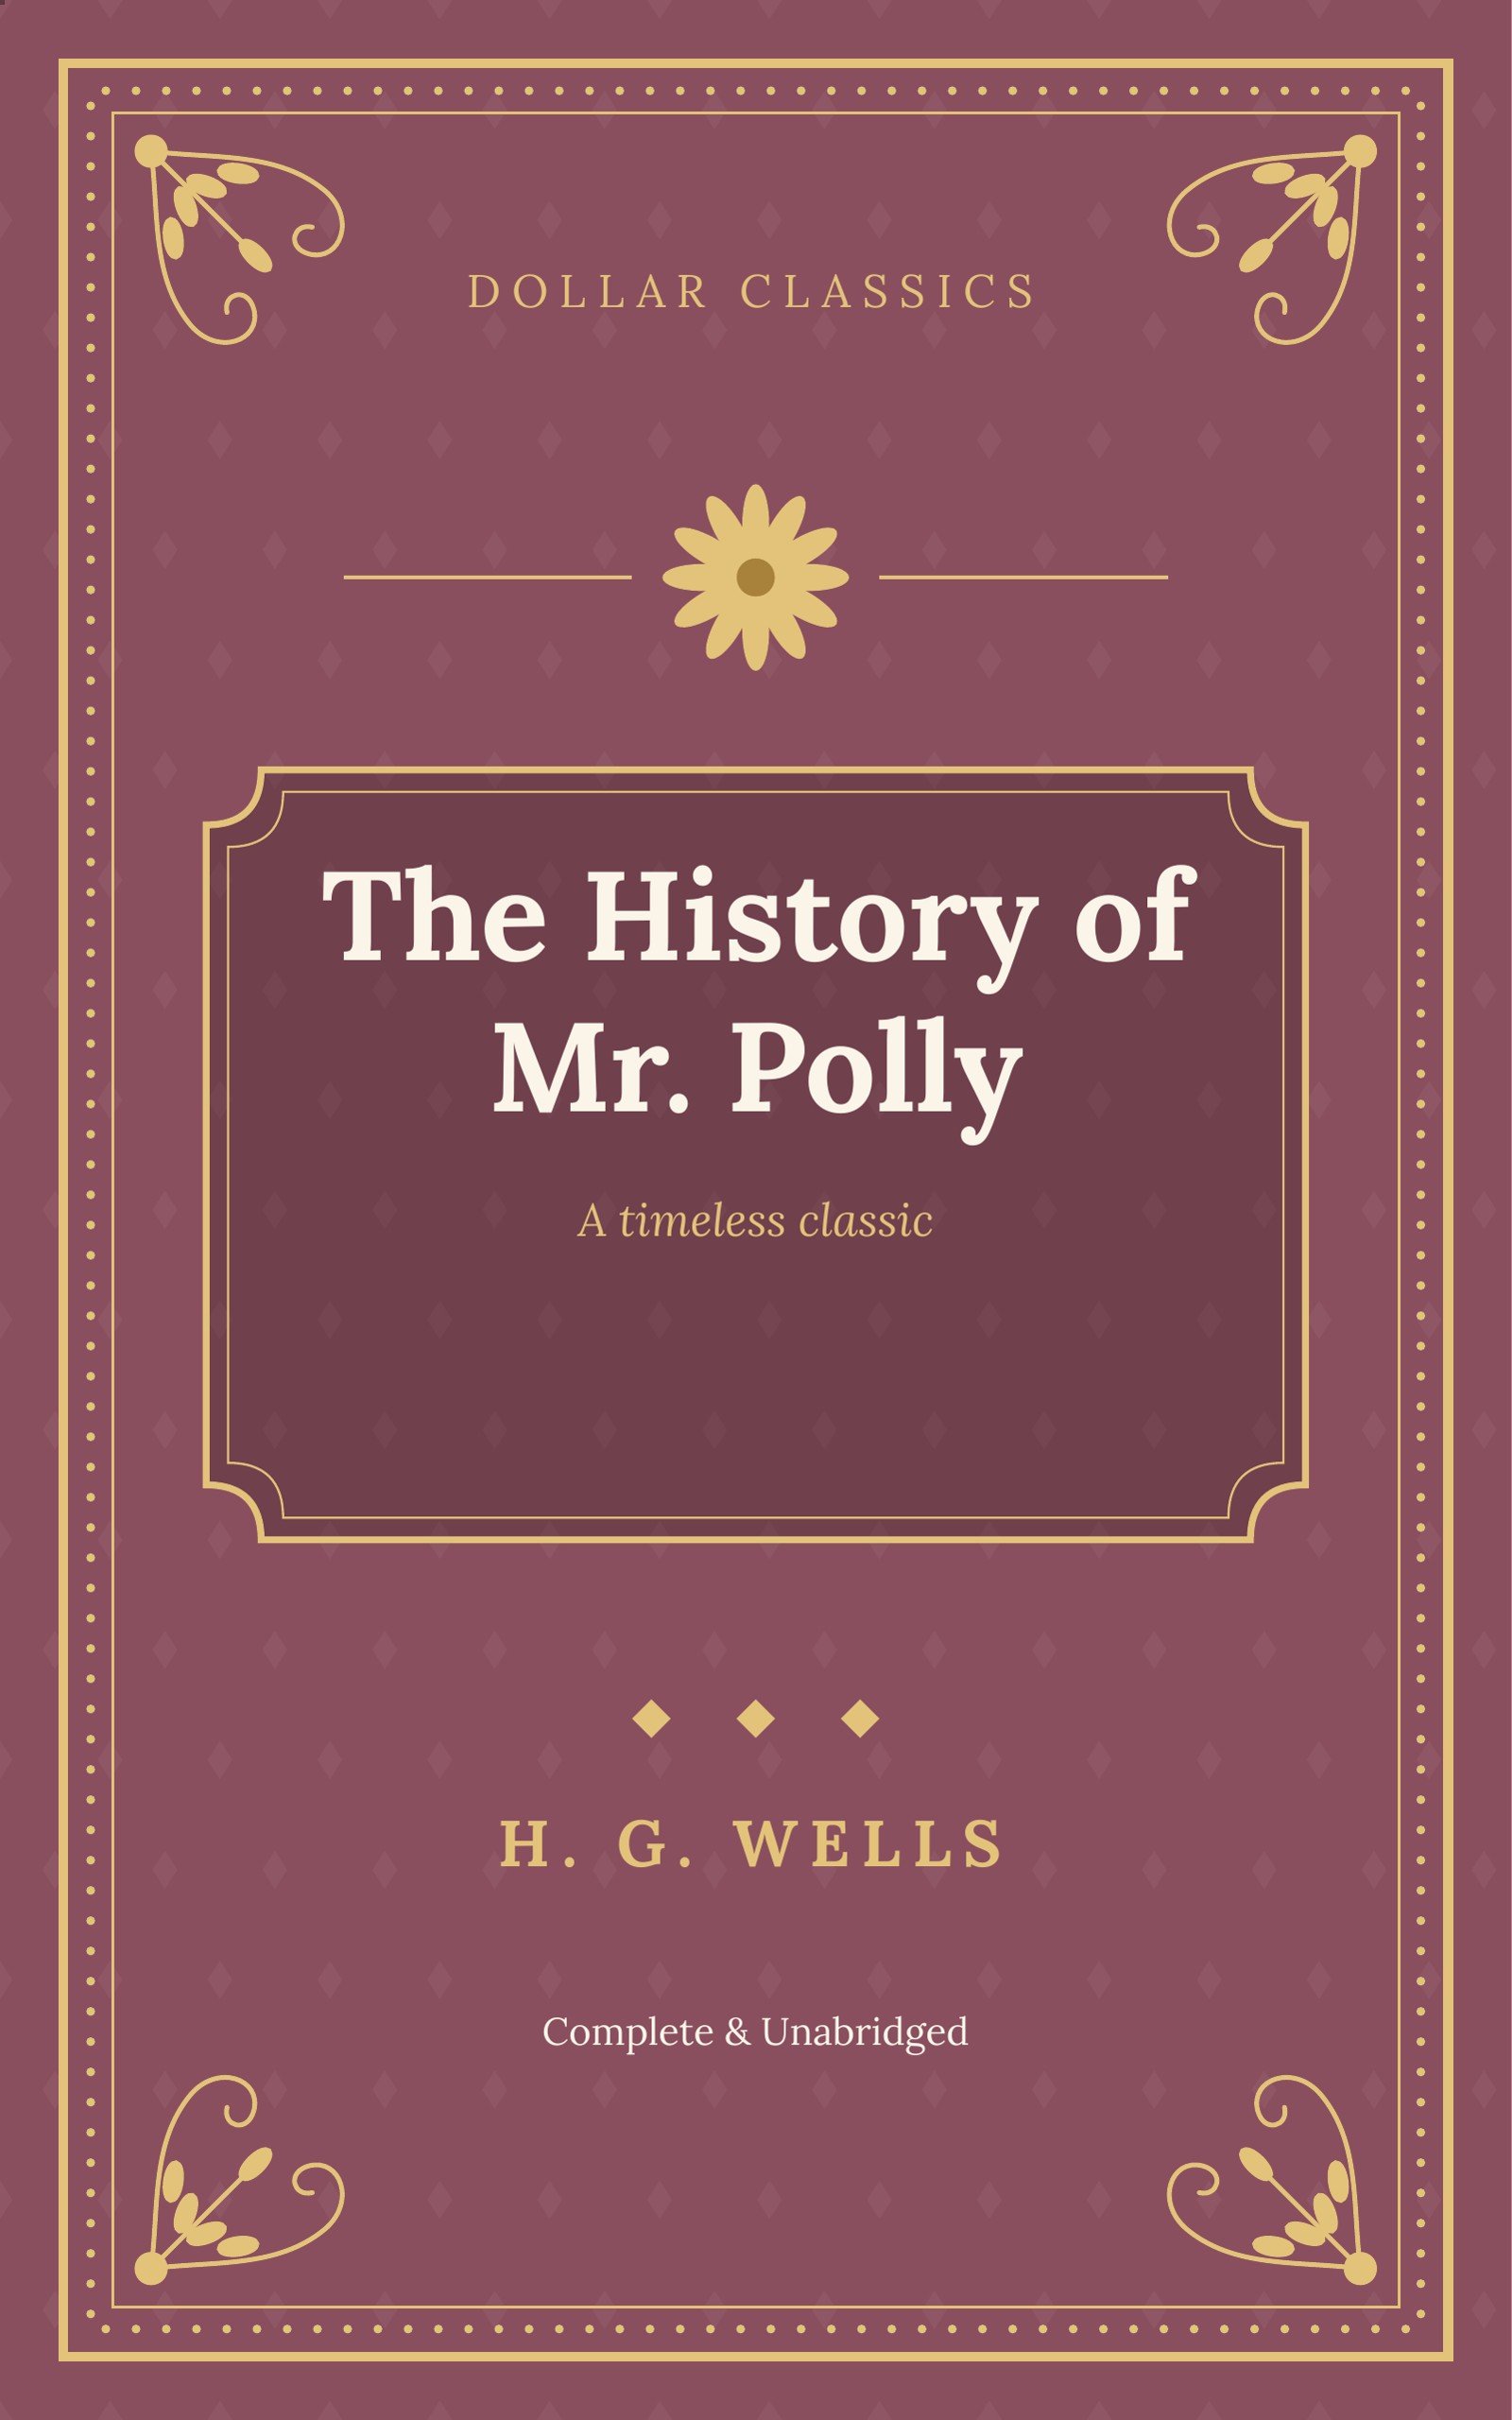 DOLLAR CLASSICS
The History of
Mr. Polly
A timeless classic
H. G. WELLS
Complete & Unabridged